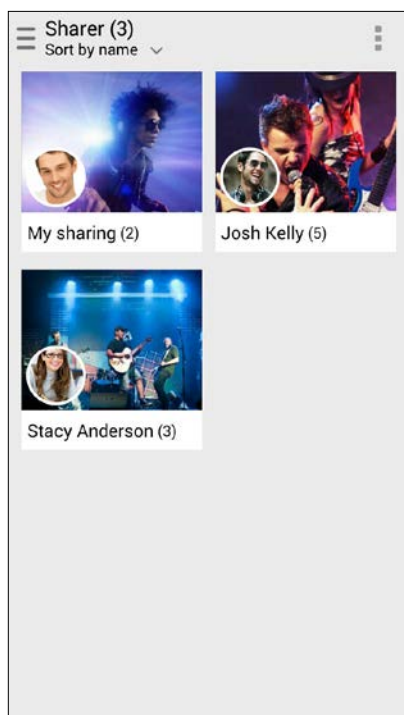 Sharer (3)
Sort by name
My sharing (2)
Josh Kelly (5)
Stacy Anderson (3)